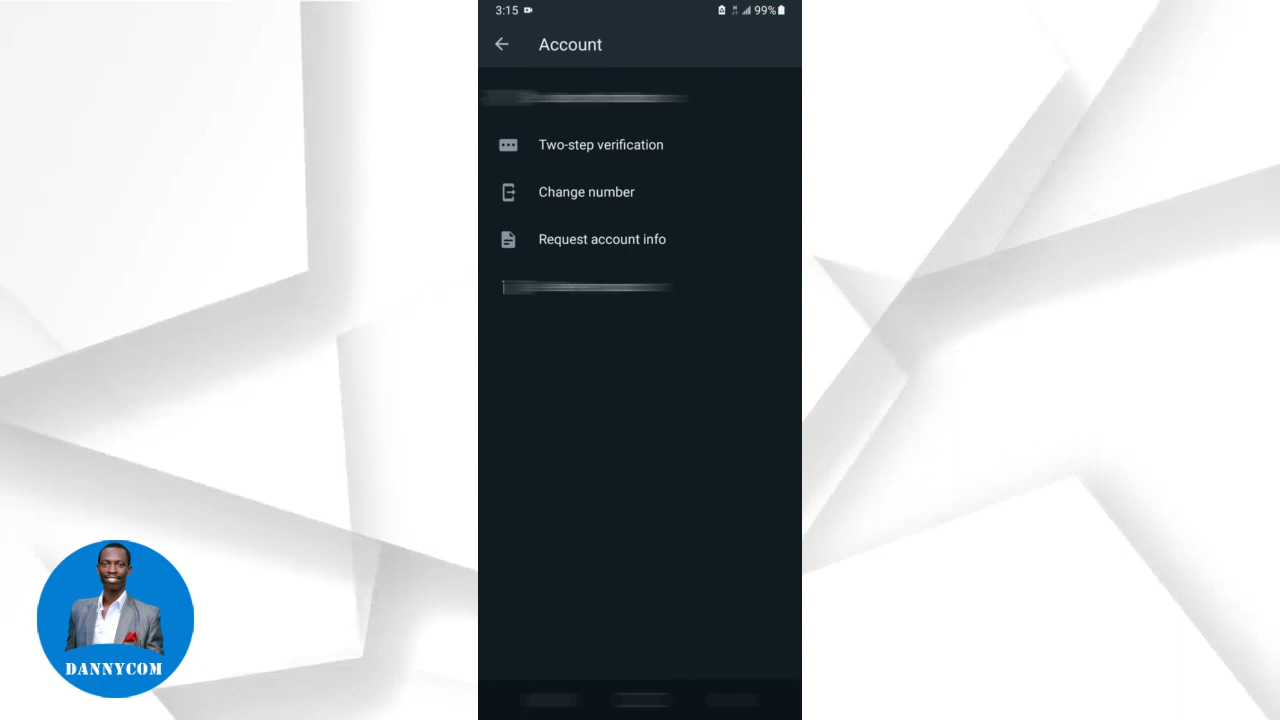 3:15
99%
Account
Two-step verification
Change number
Request account info
DANNYCOM